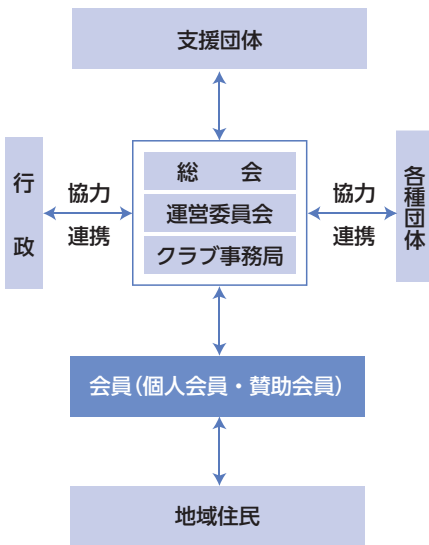 支援団体
行政
協力
連携
総　会
運営委員会
クラブ事務局
協力
連携
各種団体
会員(個人会員・賛助会員)
地域住民